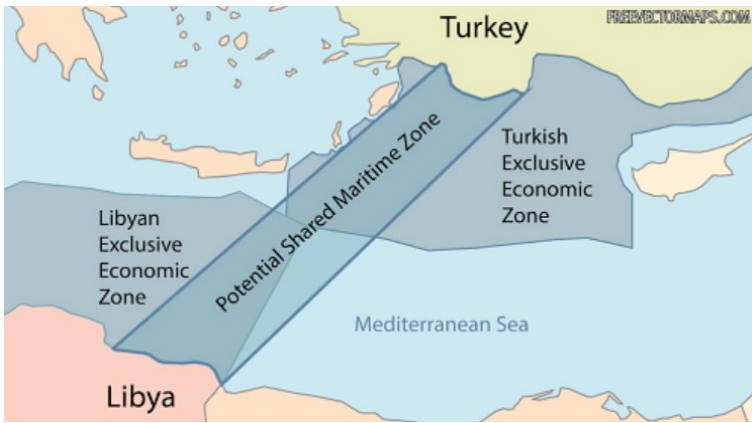 FREEVECTORMAPS.COM
Turkey
Potential Shared Maritime Zone
Turkish
Exclusive
Economic
Zone
Libyan
Exclusive
Economic
Zone
Mediterranean Sea
Libya